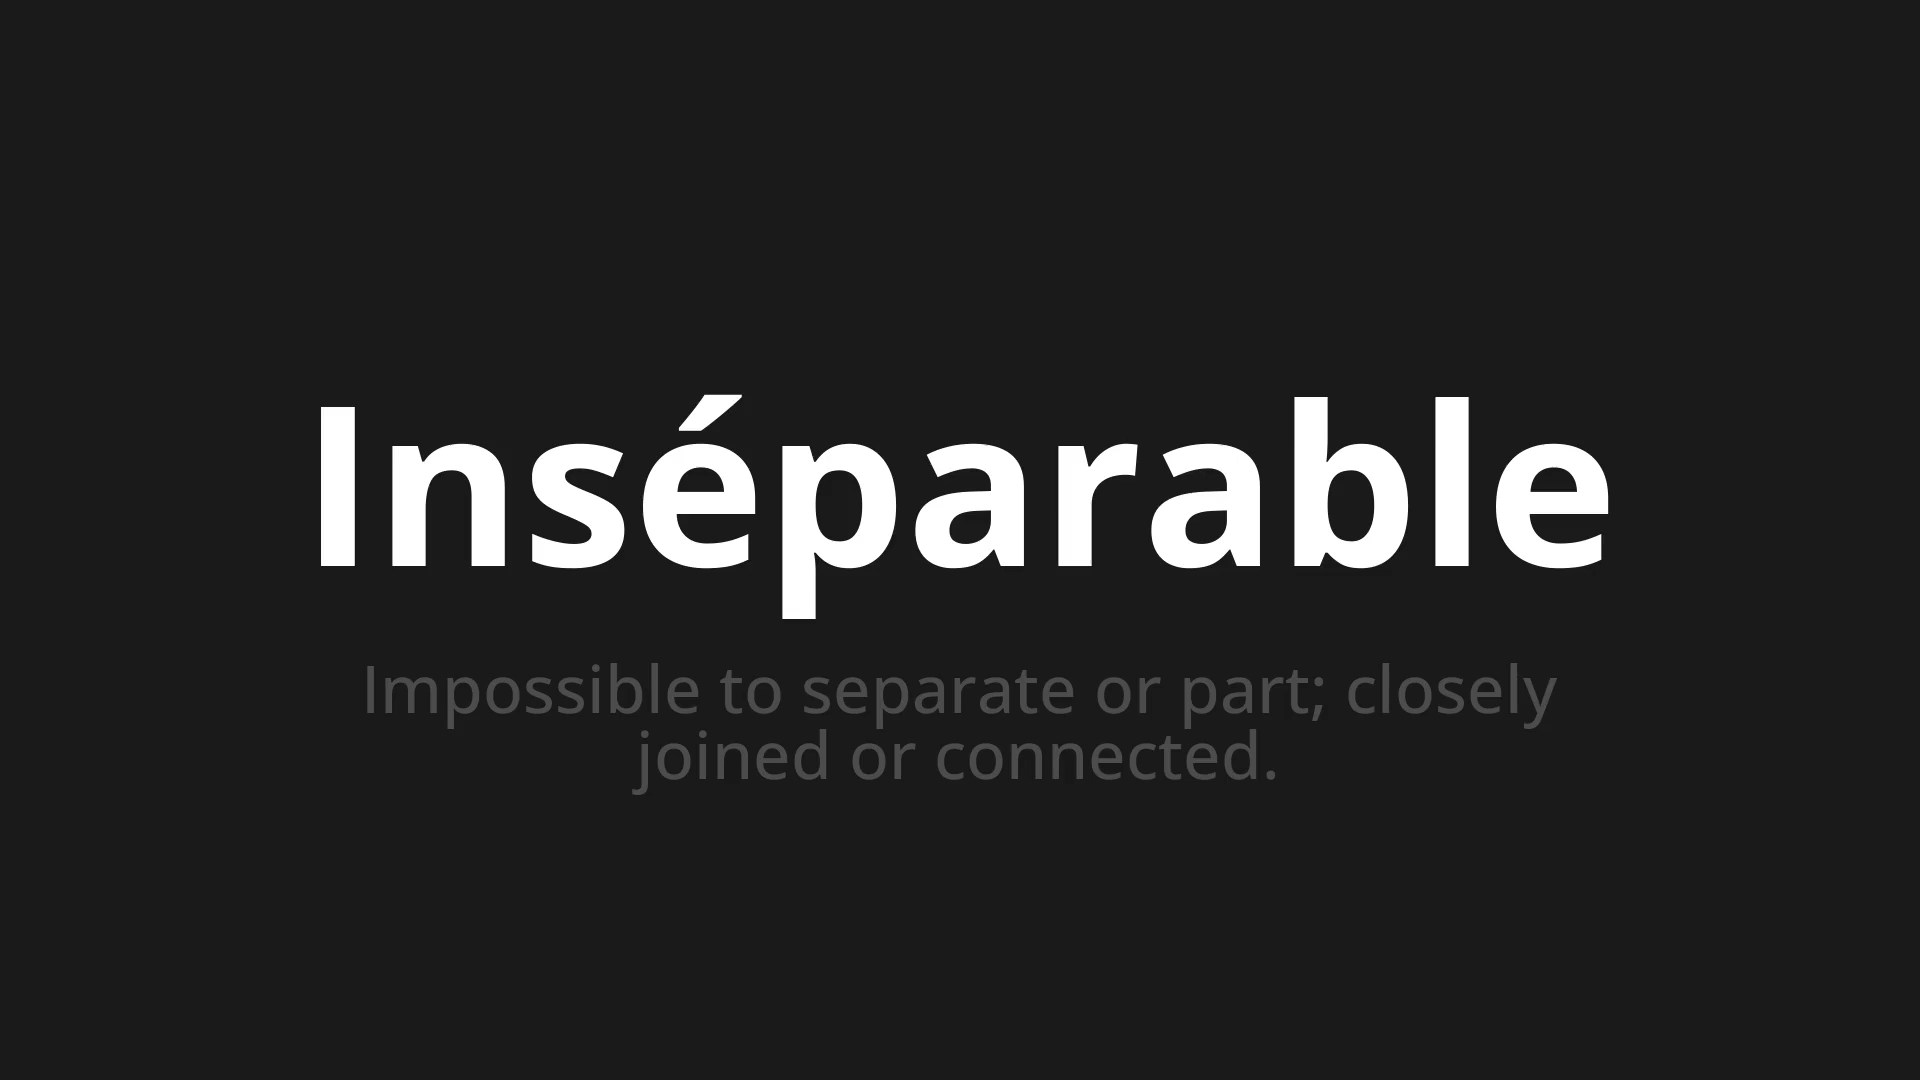 Inséparable
Impossible to separate or part; closely
joined or connected.